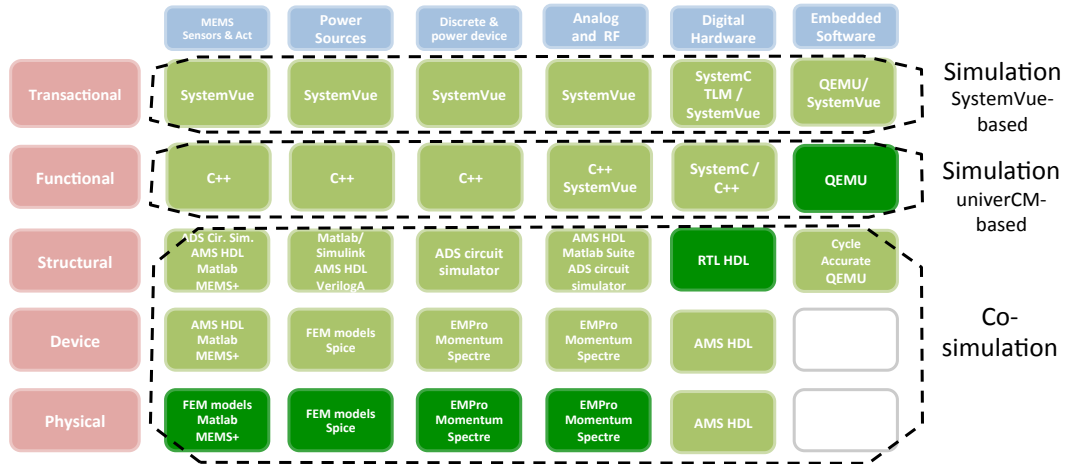 MEMS
Sensors & Act
Power
Sources
Discrete &
power device
Analog
and RF
Digital
Hardware
Embedded
Software
Transactional
SystemVue
SystemVue
SystemVue
SystemVue
SystemC
TLM /
SystemVue
QEMU/
SystemVue
Simulation
SystemVue-
based
Functional
C++
C++
C++
C++
SystemVue
SystemC /
C++
QEMU
Simulation
univerCM-
based
Structural
ADS Cir. Sim.
AMS HDL
Matlab
MEMS+
Matlab/
Simulink
AMS HDL
VerilogA
ADS circuit
simulator
AMS HDL
Matlab Suite
ADS circuit
simulator
RTL HDL
Cycle
Accurate
QEMU
Device
AMS HDL
Matlab
MEMS+
FEM models
Spice
EMPro
Momentum
Spectre
EMPro
Momentum
Spectre
AMS HDL
Co-
simulation
Physical
FEM models
Matlab
MEMS+
FEM models
Spice
EMPro
Momentum
Spectre
EMPro
Momentum
Spectre
AMS HDL